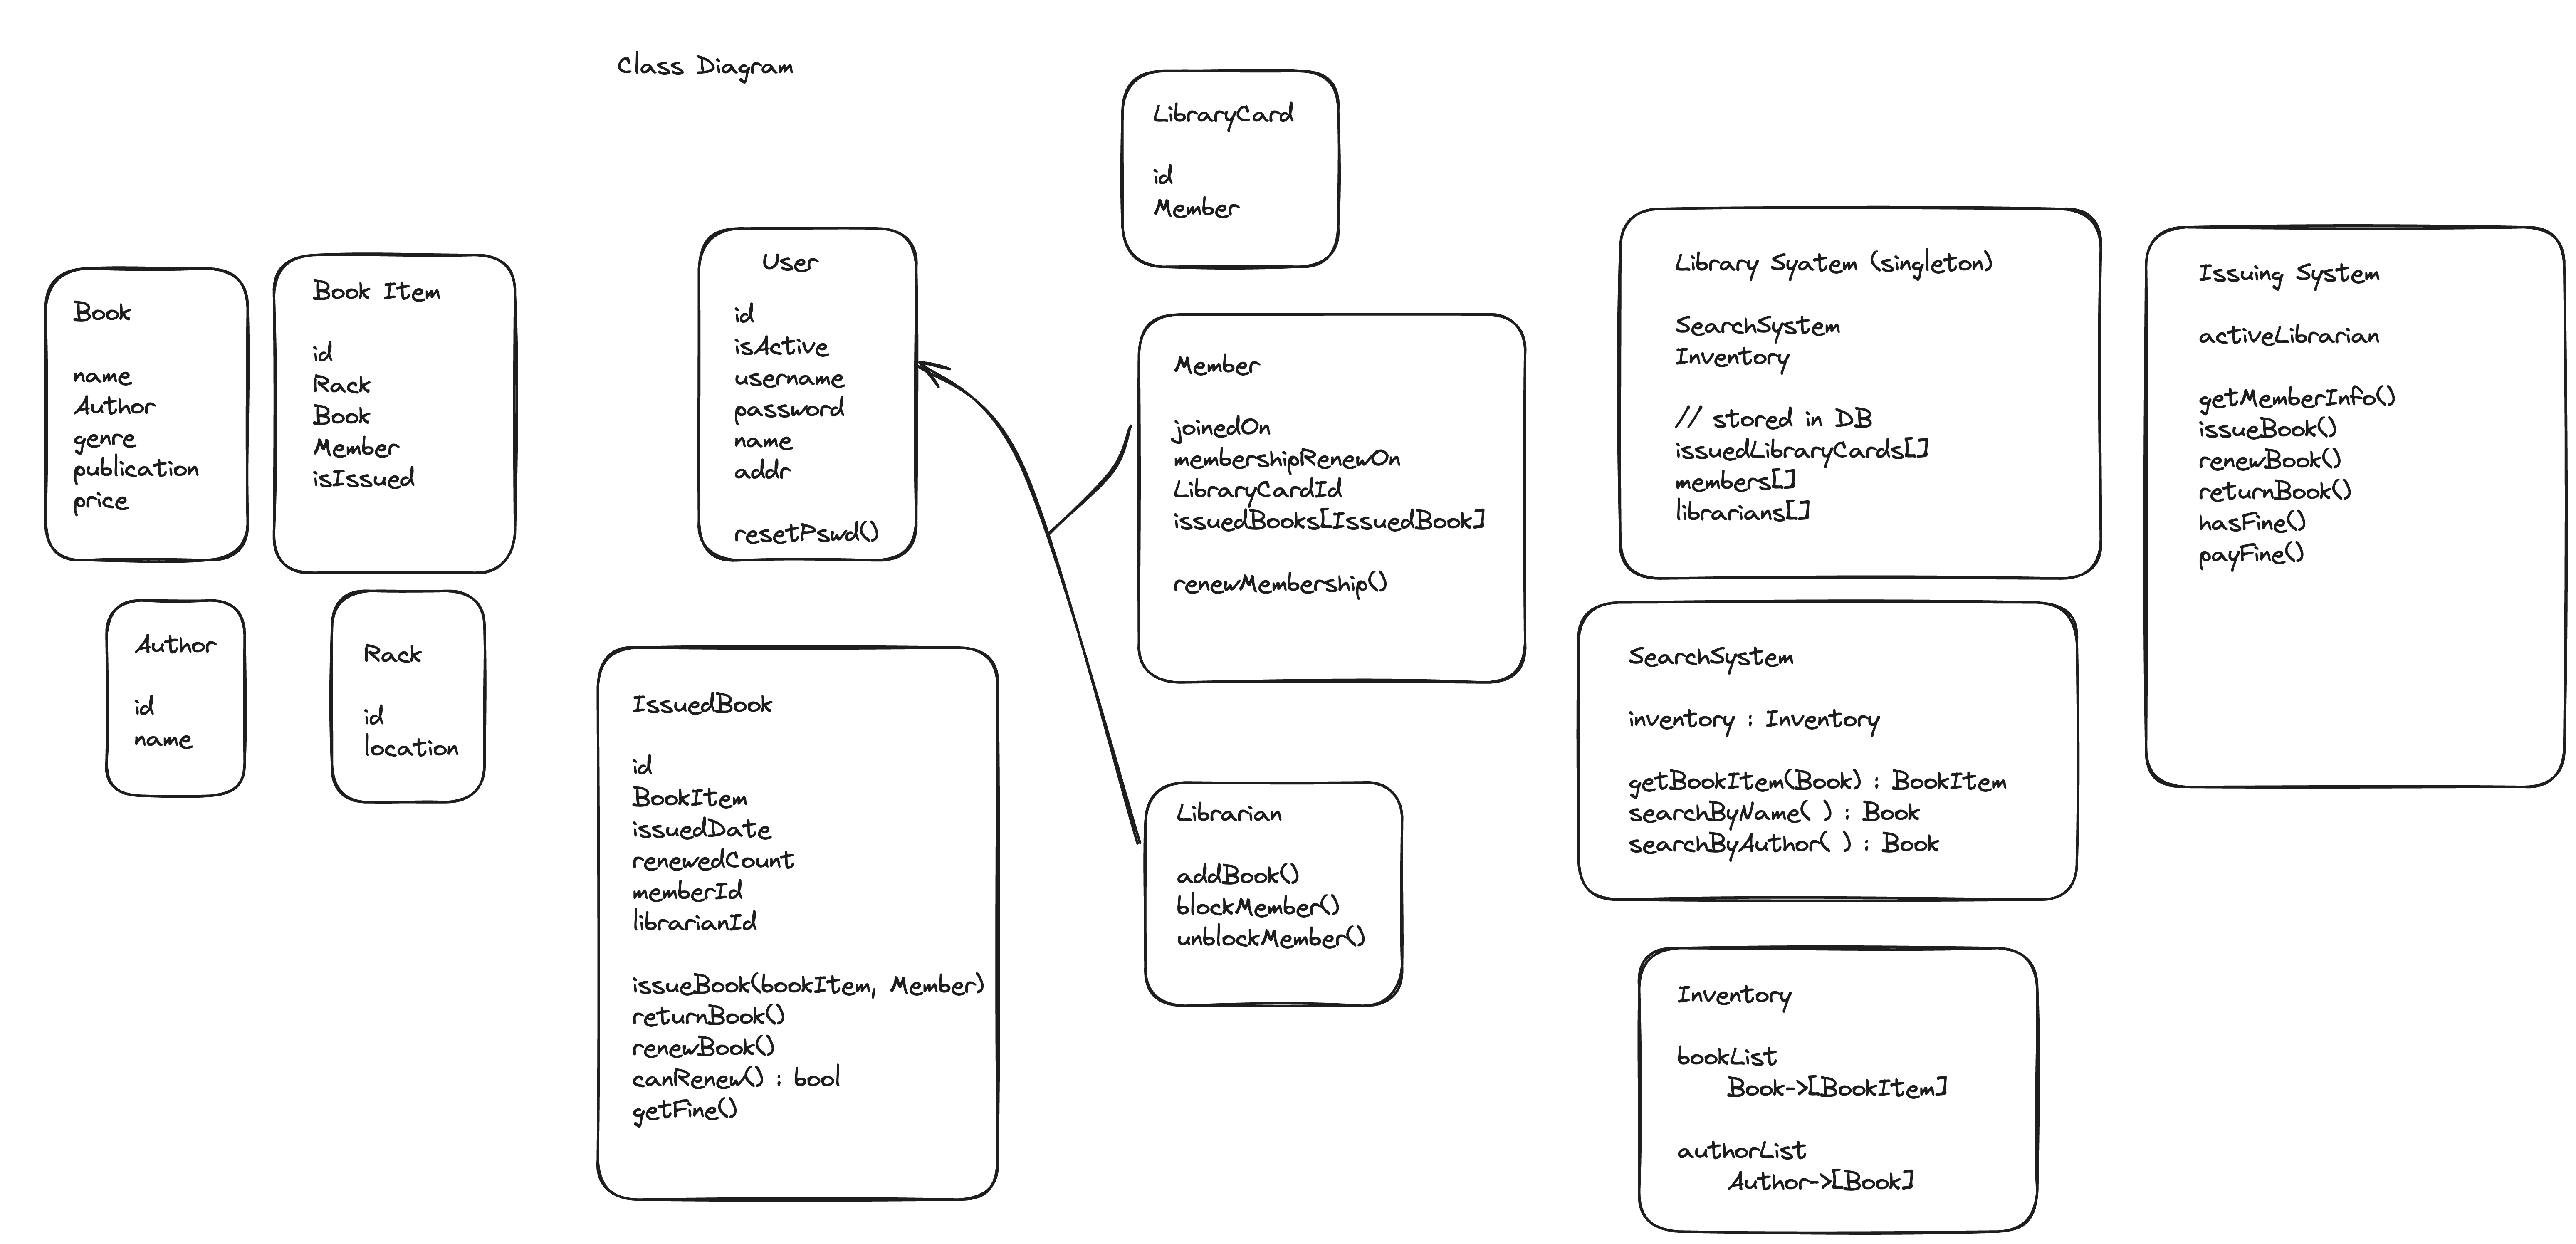 Class Diagram
LibraryCard
id
Member
Book
name
Author
genre
publication
price
Book Item
id
Rack
Book
Member
isIssued
User
id
isActive
username
password
name
addr
resetPswd()
Member
joinedOn
membershipRenewOn
LibraryCardId
issuedBooks[IssuedBook]
renewMembership()
Library Syatem (singleton)
SearchSystem
Inventory
// stored in DB
issuedLibraryCards[]
members[]
librarians[]
Issuing System
activeLibrarian
getMemberInfo()
issueBook()
renewBook()
returnBook()
hasFine()
payFine()
Author
id
name
Rack
id
location
IssuedBook
id
BookItem
issuedDate
renewedCount
memberId
librarianId
issueBook(bookItem, Member)
returnBook()
renewBook()
canRenew() : bool
getFine()
Librarian
addBook()
blockMember()
unblockMember()
SearchSystem
inventory : Inventory
getBookItem(Book) : BookItem
searchByName( ) : Book
searchByAuthor( ) : Book
Inventory
bookList
Book->[BookItem]
authorList
Author->[Book]